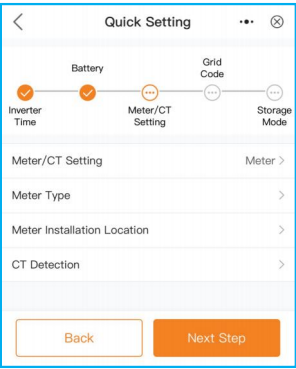 Quick Setting
Battery
Grid
Code
Inverter
Time
Meter/CT
Setting
Storage
Mode
Meter/CT Setting
Meter >
Meter Type >
Meter Installation Location >
CT Detection >
Back
Next Step